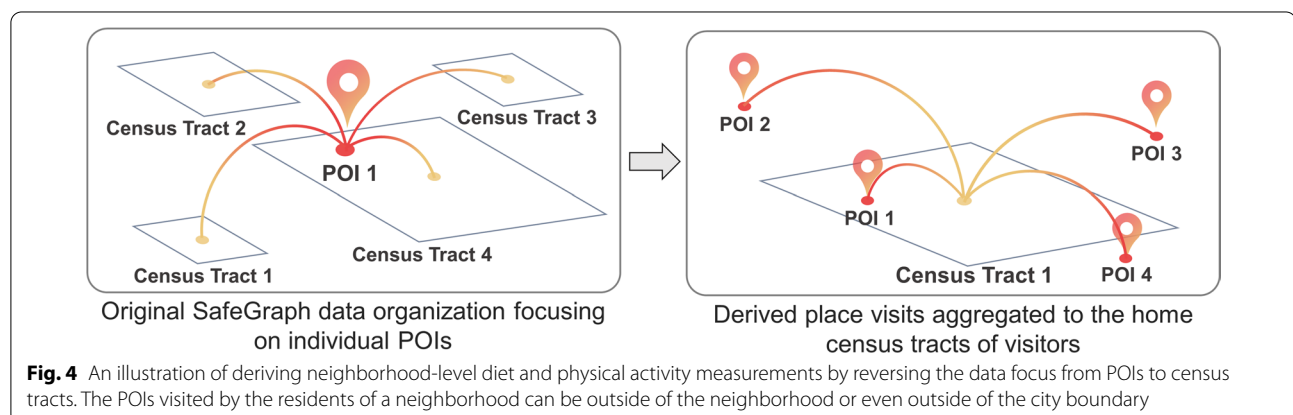 Census Tract 2
Census Tract 3
POI 1
Census Tract 4
Census Tract 1
Original SafeGraph data organization focusing
on individual POIs
POI 2
POI 3
POI 1
Census Tract 1
POI 4
Derived place visits aggregated to the home
census tracts of visitors
Fig. 4 An illustration of deriving neighborhood-level diet and physical activity measurements by reversing the data focus from POIs to census
tracts. The POIs visited by the residents of a neighborhood can be outside of the neighborhood or even outside of the city boundary